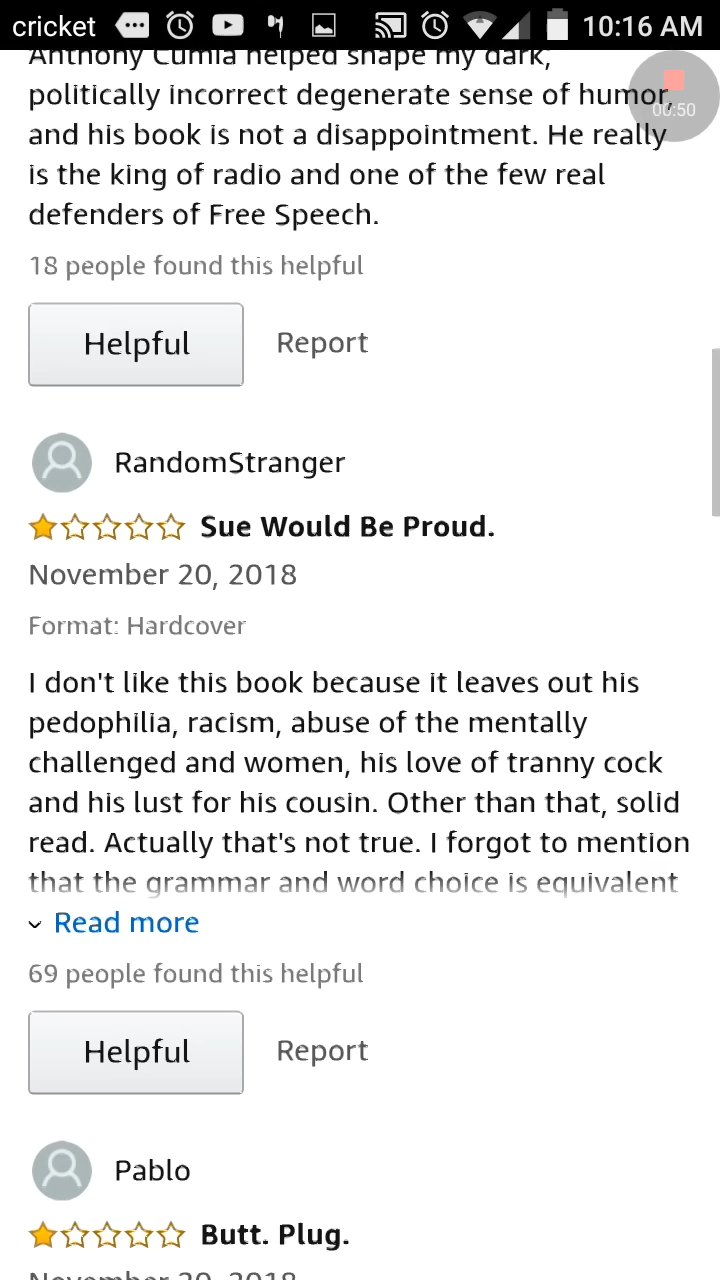 cricket 10:16 AM
Anthony Cumia helped shape my dark,
politically incorrect degenerate sense of humor,
00:50
and his book is not a disappointment. He really
is the king of radio and one of the few real
defenders of Free Speech.
18 people found this helpful
Helpful Report
RandomStranger
Sue Would Be Proud.
November 20, 2018
Format: Hardcover
I don't like this book because it leaves out his
pedophilia, racism, abuse of the mentally
challenged and women, his love of tranny cock
and his lust for his cousin. Other than that, solid
read. Actually that's not true. I forgot to mention
that the grammar and word choice is equivalent
Read more
69 people found this helpful
Helpful Report
Pablo
Butt. Plug.
November 20, 2018